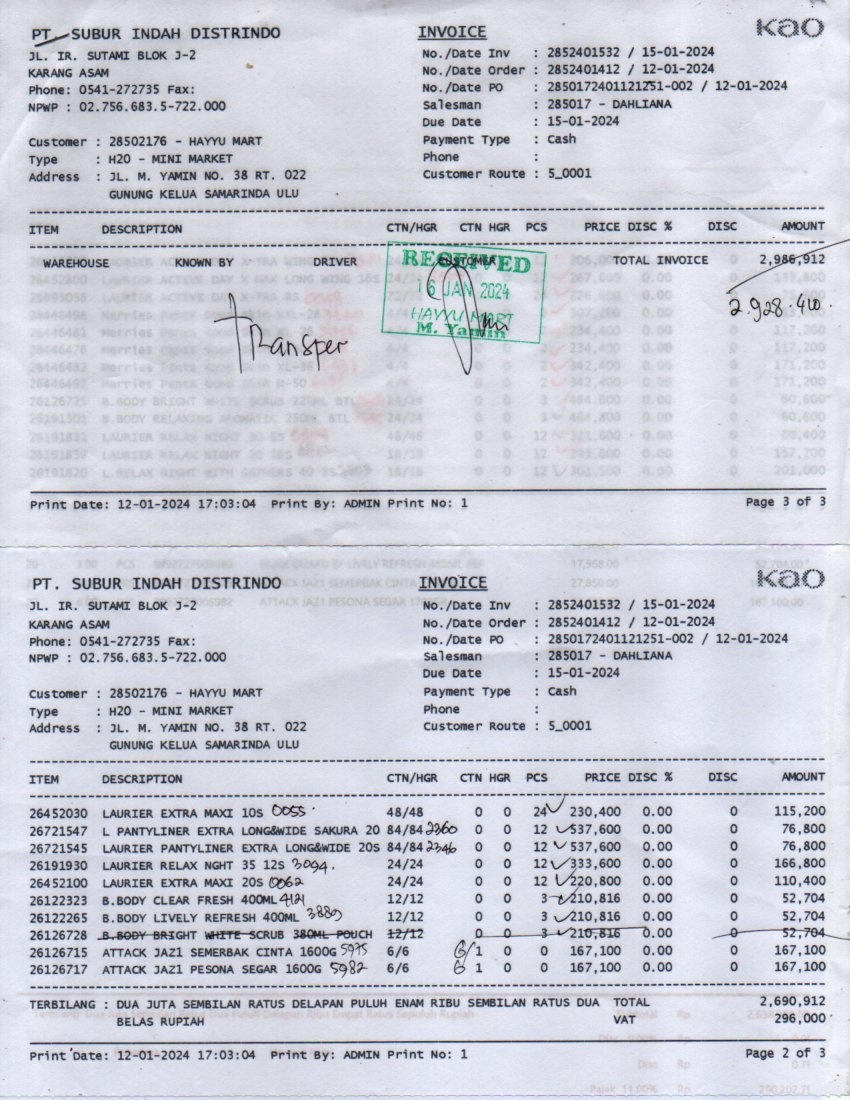 PT. SUBUR INDAH DISTRINDO
JL. IR. SUTAMI BLOK J-2
KARANG ASAM
Phone: 0541-272735 Fax:
NPWP : 02.756.683.5-722.000
Customer : 28502176 - HAYYU MART
Type : H20 - MINI MARKET
Address : JL. M. YAMIN NO. 38 RT. 022
GUNUNG KELUA SAMARINDA ULU
INVOICE
kao
No./Date Inv : 2852401532 / 15-01-2024
No./Date Order : 2852401412 / 12-01-2024
No./Date PO : 2850172401121251-002 / 12-01-2024
Salesman : 285017 - DAHLIANA
Due Date : 15-01-2024
Payment Type : Cash
Phone :
Customer Route : 5_0001
ITEM DESCRIPTION CTN/HGR CTN HGR PCS PRICE DISC % DISC AMOUNT
WAREHOUSE KNOWN BY DRIVER CUSTOMER TOTAL INVOICE 2,986,912
RECEIVED
16 JAN 2024
HAYYU MART
M. Yamin
2.928.410.
Transper
Print Date: 12-01-2024 17:03:04 Print By: ADMIN Print No: 1 Page 3 of 3
PT. SUBUR INDAH DISTRINDO
JL. IR. SUTAMI BLOK J-2
KARANG ASAM
Phone: 0541-272735 Fax:
NPWP : 02.756.683.5-722.000
Customer : 28502176 - HAYYU MART
Type : H20 - MINI MARKET
Address : JL. M. YAMIN NO. 38 RT. 022
GUNUNG KELUA SAMARINDA ULU
INVOICE
kao
No./Date Inv : 2852401532 / 15-01-2024
No./Date Order : 2852401412 / 12-01-2024
No./Date PO : 2850172401121251-002 / 12-01-2024
Salesman : 285017 - DAHLIANA
Due Date : 15-01-2024
Payment Type : Cash
Phone :
Customer Route : 5_0001
ITEM DESCRIPTION CTN/HGR CTN HGR PCS PRICE DISC % DISC AMOUNT
26452030 LAURIER EXTRA MAXI 10S 0055 48/48 0 0 24 230,400 0.00 0 115,200
26721547 L PANTYLINER EXTRA LONG&WIDE SAKURA 20 84/84 2360 0 0 12 537,600 0.00 0 76,800
26721545 LAURIER PANTYLINER EXTRA LONG&WIDE 20S 84/84 2346 0 0 12 537,600 0.00 0 76,800
26191930 LAURIER RELAX NGHT 35 12S 3094. 24/24 0 0 12 333,600 0.00 0 166,800
26452100 LAURIER EXTRA MAXI 20S 0062 24/24 0 0 12 220,800 0.00 0 110,400
26122323 B.BODY CLEAR FRESH 400ML 4121 12/12 0 0 3 210,816 0.00 0 52,704
26122265 B.BODY LIVELY REFRESH 400ML 3889 12/12 0 0 3 210,816 0.00 0 52,704
26126728 B.BODY BRIGHT WHITE SCRUB 380ML POUCH 12/12 0 0 3 210,816 0.00 0 52,704
26126715 ATTACK JAZ1 SEMERBAK CINTA 1600G 5975 6/6 6/ 1 0 0 167,100 0.00 0 167,100
26126717 ATTACK JAZ1 PESONA SEGAR 1600G 5982 6/6 6 1 0 0 167,100 0.00 0 167,100
TERBILANG : DUA JUTA SEMBILAN RATUS DELAPAN PULUH ENAM RIBU SEMBILAN RATUS DUA TOTAL 2,690,912
BELAS RUPIAH VAT 296,000
Print Date: 12-01-2024 17:03:04 Print By: ADMIN Print No: 1 Page 2 of 3